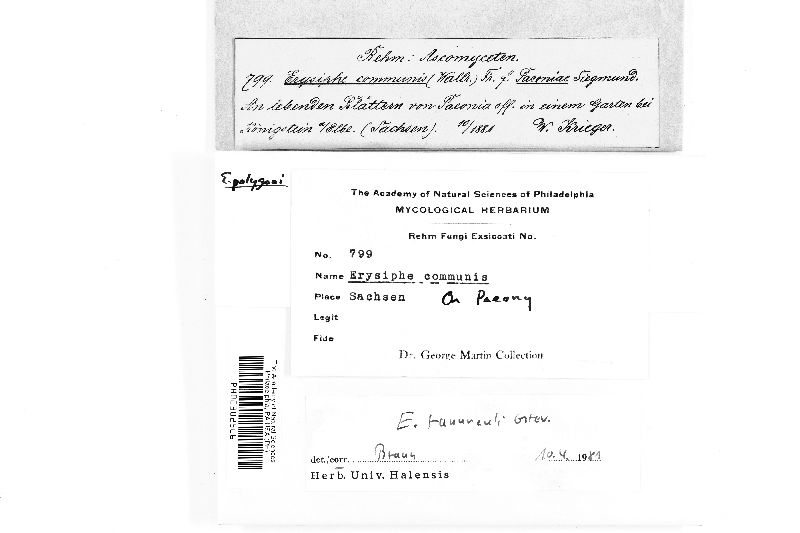 Rehm: Ascomyceten.
799. Erysiphe communis (Wallr.) Fr. f. Paeoniae Siegmund.
An lebenden Blättern von Paeonia off. in einem Garten bei
Königstein a/Elbe. (Sachsen). 10/1881 W. Krieger.
E. polygoni
The Academy of Natural Sciences of Philadelphia
MYCOLOGICAL HERBARIUM
Rehm Fungi Exsiccati No.
No. 799
Name Erysiphe communis
Place Sachsen On Paeony
Legit
Fide
Dr. George Martin Collection
E. ranunculi Grev.
det./corr. Braun 10.4. 1981
Herb. Univ. Halensis